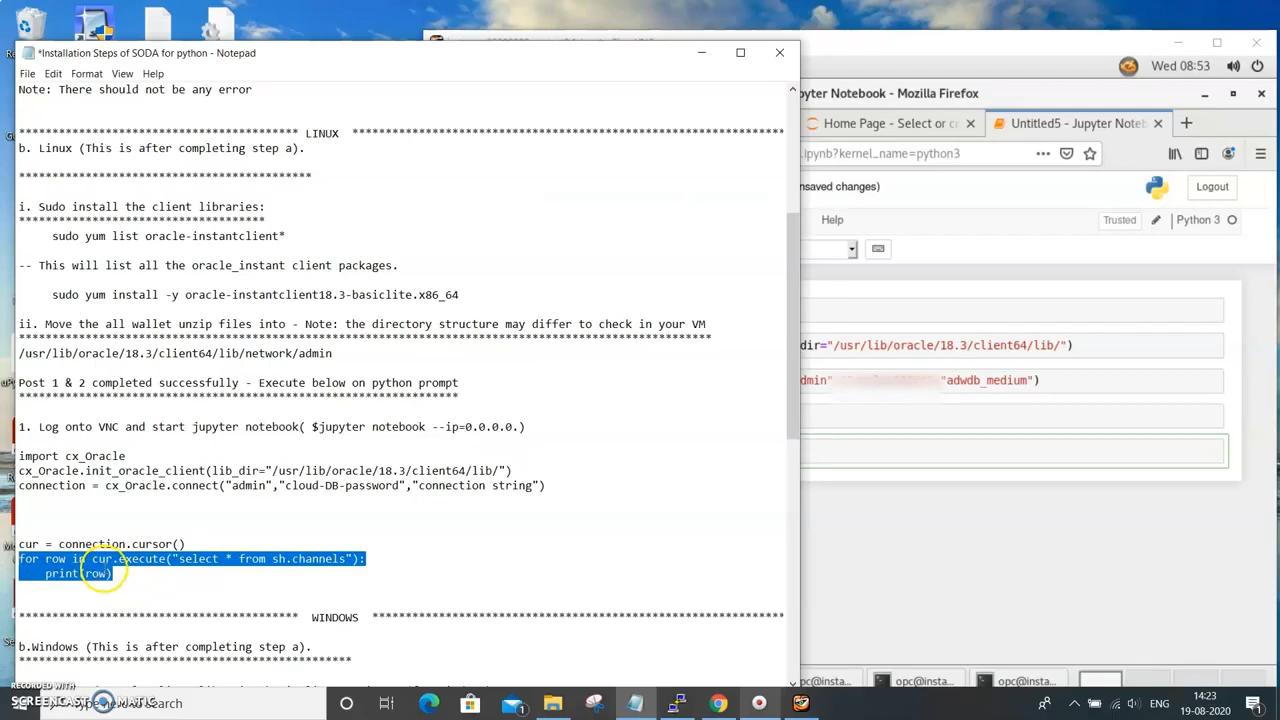 *Installation Steps of SODA for python - Notepad
File Edit Format View Help
Note: There should not be any error
****************************************** LINUX *****************************************************************
b. Linux (This is after completing step a).
********************************************
i. Sudo install the client libraries:
*************************************
sudo yum list oracle-instantclient*
-- This will list all the oracle_instant client packages.
sudo yum install -y oracle-instantclient18.3-basiclite.x86_64
ii. Move the all wallet unzip files into - Note: the directory structure may differ to check in your VM
********************************************************************************************************
/usr/lib/oracle/18.3/client64/lib/network/admin
Post 1 & 2 completed successfully - Execute below on python prompt
******************************************************************
1. Log onto VNC and start jupyter notebook( $jupyter notebook --ip=0.0.0.0.)
import cx_Oracle
cx_Oracle.init_oracle_client(lib_dir="/usr/lib/oracle/18.3/client64/lib/")
connection = cx_Oracle.connect("admin","cloud-DB-password","connection string")
cur = connection.cursor()
for row in cur.execute("select * from sh.channels"):
print(row)
****************************************** WINDOWS **************************************************************
b.Windows (This is after completing step a).
**************************************************
Wed 08:53
pyter Notebook - Mozilla Firefox
Home Page - Select or cr
Untitled5 - Jupyter Noteb
.ipynb?kernel_name=python3
nsaved changes)
Logout
Help
Trusted
Python 3
dir="/usr/lib/oracle/18.3/client64/lib/")
dmin"
"adwdb_medium")
opc@insta...
opc@insta...
RECORDED WITH
SCREENCAST MATIC
search
1
14:23
19-08-2020